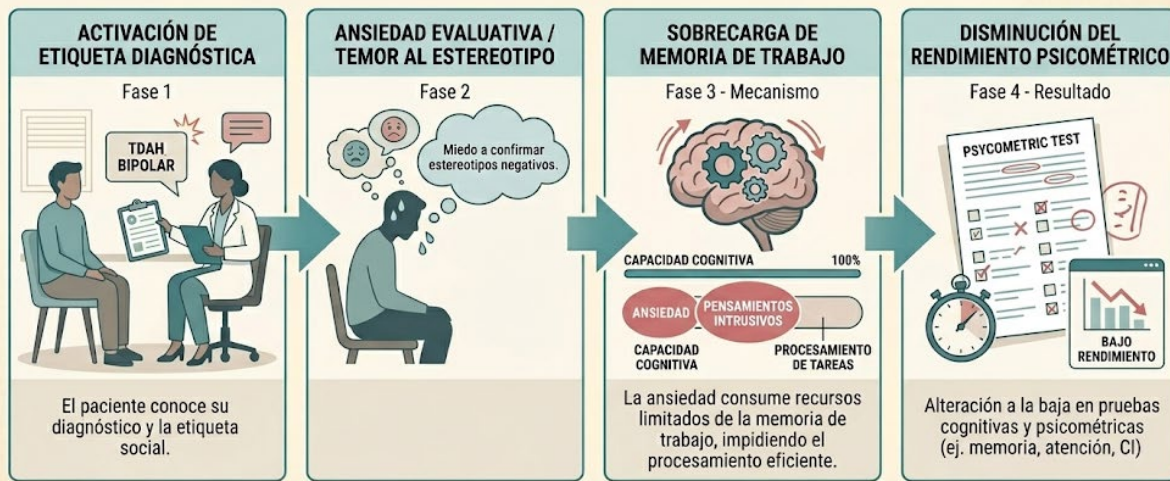 ACTIVACIÓN DE
ETIQUETA DIAGNÓSTICA
Fase 1
TDAH
BIPOLAR
El paciente conoce su
diagnóstico y la etiqueta
social.
ANSIEDAD EVALUATIVA /
TEMOR AL ESTEREOTIPO
Fase 2
Miedo a confirmar
estereotipos negativos.
SOBRECARGA DE
MEMORIA DE TRABAJO
Fase 3 - Mecanismo
CAPACIDAD COGNITIVA 100%
ANSIEDAD
PENSAMIENTOS
INTRUSIVOS
CAPACIDAD
COGNITIVA
PROCESAMIENTO
DE TAREAS
La ansiedad consume recursos
limitados de la memoria de
trabajo, impidiendo el
procesamiento eficiente.
DISMINUCIÓN DEL
RENDIMIENTO PSICOMÉTRICO
Fase 4 - Resultado
PSYCOMETRIC TEST
BAJO
RENDIMIENTO
Alteración a la baja en pruebas
cognitivas y psicométricas
(ej. memoria, atención, CI)